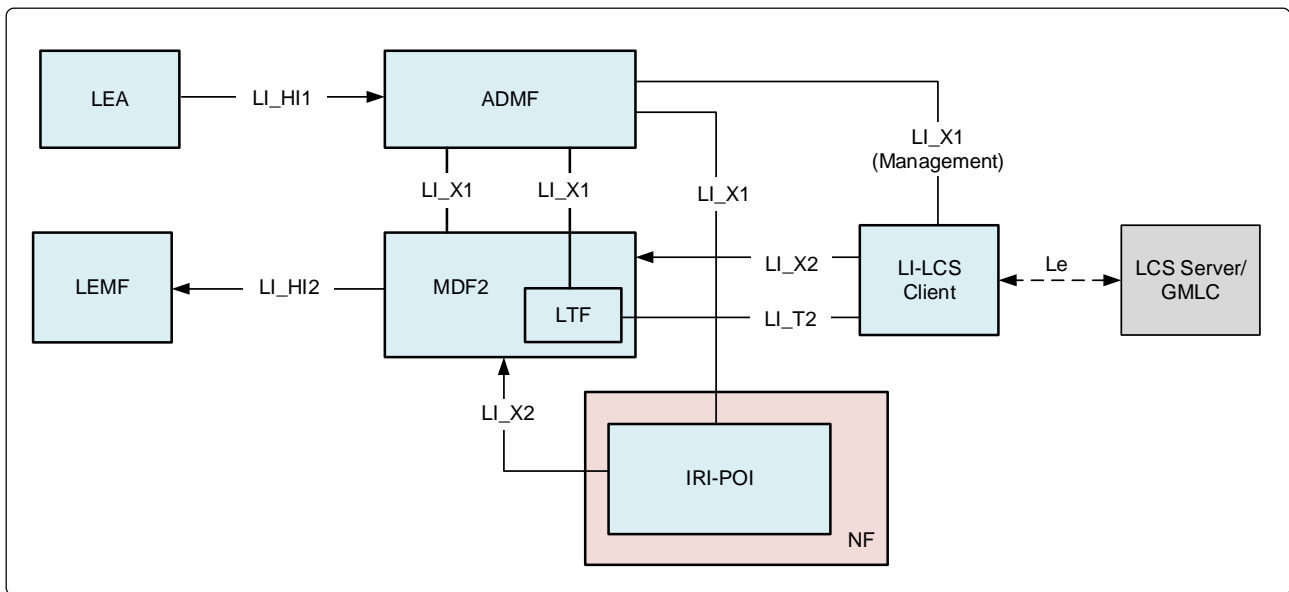 LEA
LI_HI1
ADMF
LI_X1
(Management)
LI_X1
LI_X1
LI_X1
LEMF
LI_HI2
MDF2
LTF
LI_X2
LI_T2
LI-LCS
Client
Le
LCS Server/
GMLC
LI_X2
IRI-POI
NF